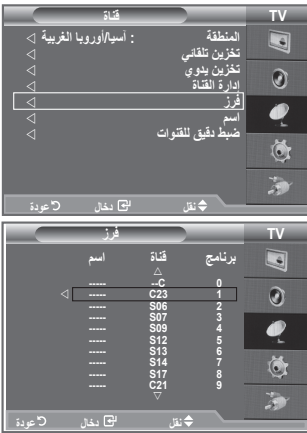 TV
قناة
المنطقة : آسيا/أوروبا الغربية
تخزين تلقائي
تخزين يدوي
إدارة القناة
فرز
اسم
ضبط دقيق للقنوات
نقل دخال عودة
TV
فرز
برنامج قناة اسم
0 --C -----
1 C23 -----
2 S06 -----
3 S07 -----
4 S09 -----
5 S12 -----
6 S13 -----
7 S14 -----
8 S17 -----
9 C21 -----
نقل دخال عودة